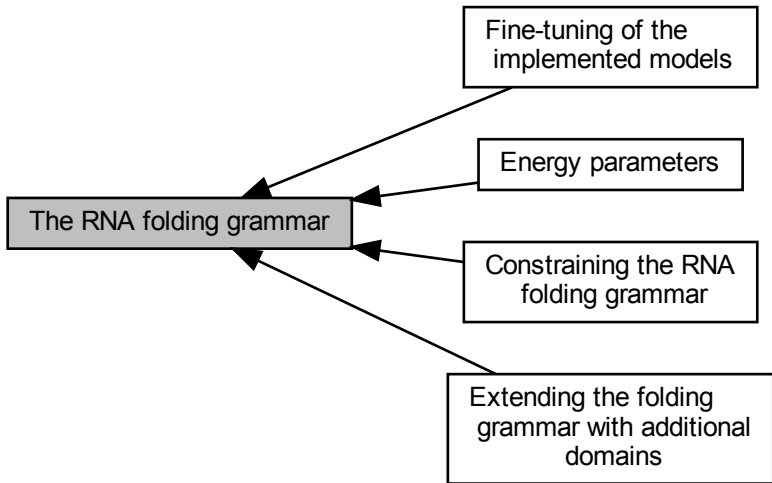 Fine-tuning of the
implemented models
Energy parameters
The RNA folding grammar
Constraining the RNA
folding grammar
Extending the folding
grammar with additional
domains